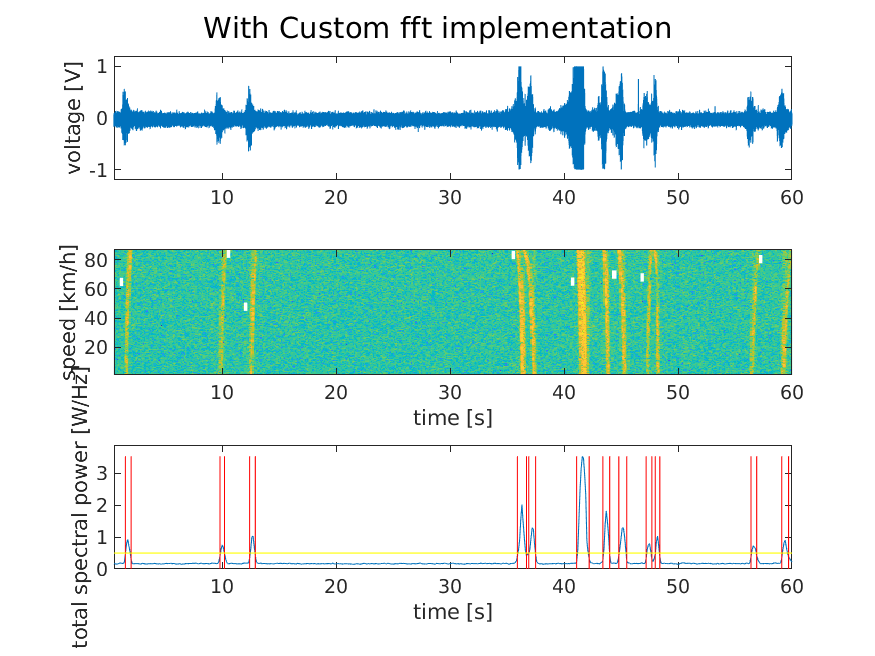 With Custom fft implementation
voltage [V]
1
0
-1
10 20 30 40 50 60
speed [km/h]
80
60
40
20
10 20 30 40 50 60
time [s]
total spectral power [W/Hz]
3
2
1
0
10 20 30 40 50 60
time [s]